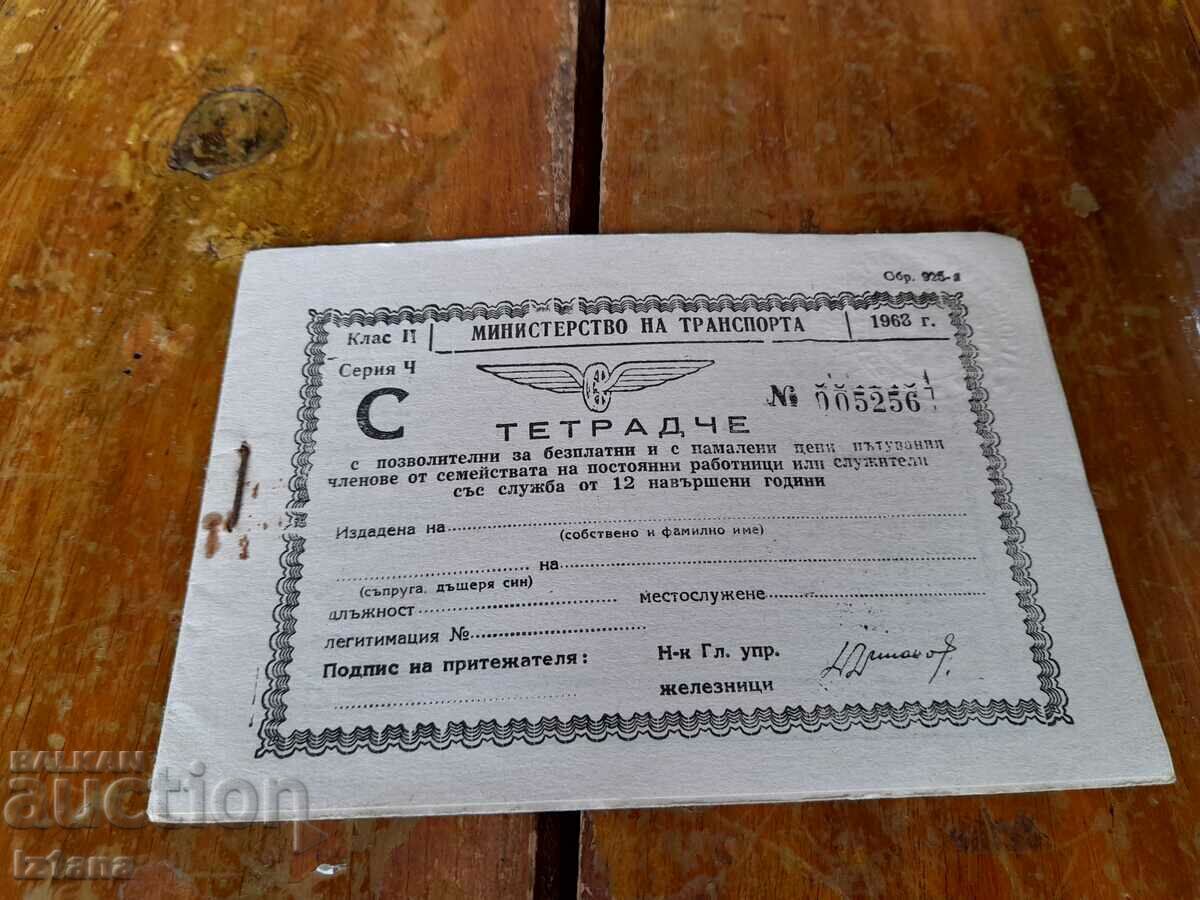 Обр. 925-а
Клас II
МИНИСТЕРСТВО НА ТРАНСПОРТА
1968 г.
Серия Ч
С
№ 005256
ТЕТРАДЧЕ
с позволителни за безплатни и с намалени цени пътувания
членове от семействата на постоянни работници или служители
със служба от 12 навършени години
Издадена на
(собствено и фамилно име)
на
(съпруга, дъщеря син)
длъжност местослужене
легитимация №
Подпис на притежателя:
Н-к Гл. упр.
железници
BALKAN
auction
Iztana